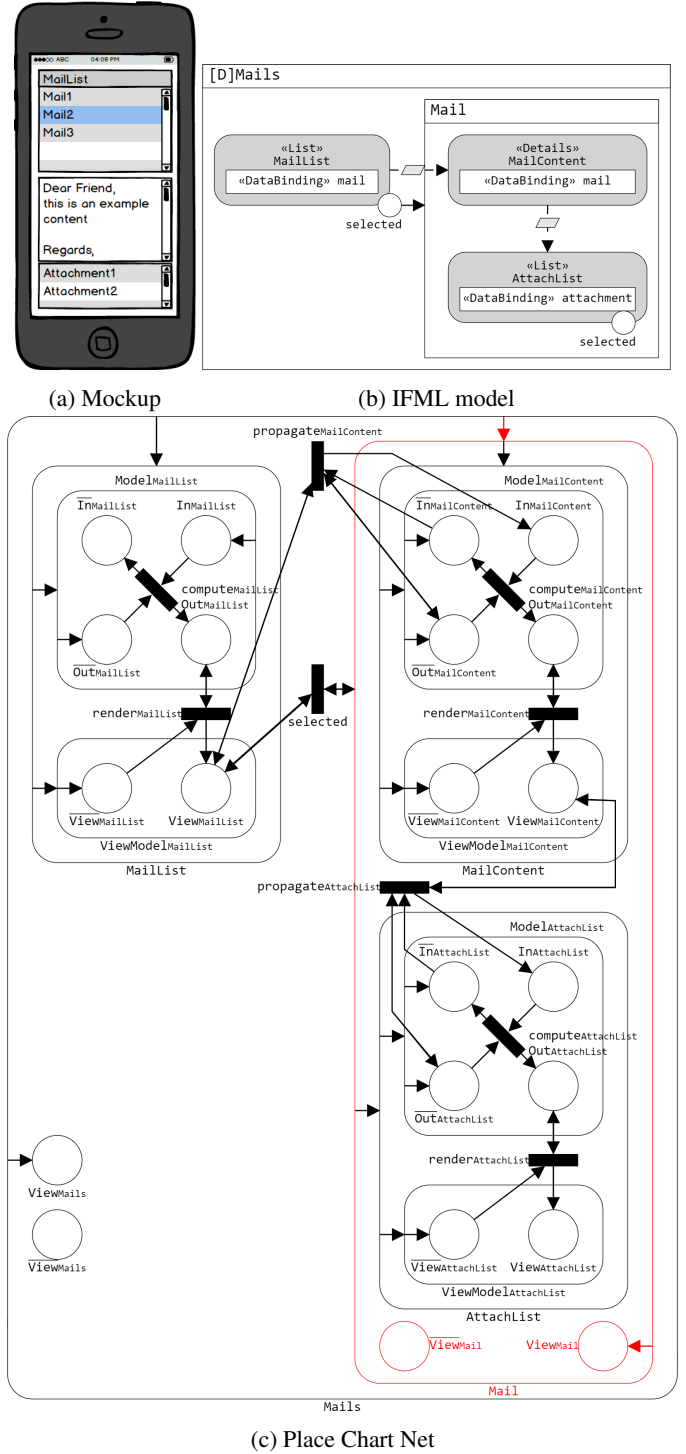 ●●●○○ ABC 04:08 PM
MailList
Mail1
Mail2
Mail3
Dear Friend,
this is an example
content
Regards,
Attachment1
Attachment2
(a) Mockup
[D]Mails
Mail
«List»
MailList
«DataBinding» mail
selected
«Details»
MailContent
«DataBinding» mail
«List»
AttachList
«DataBinding» attachment
selected
(b) IFML model
propagateMailContent
ModelMailList
InMailList InMailList
computeMailList
OutMailList
OutMailList
renderMailList
ViewMailList ViewMailList
ViewModelMailList
MailList
selected
ModelMailContent
InMailContent InMailContent
computeMailContent
OutMailContent
OutMailContent
renderMailContent
ViewMailContent ViewMailContent
ViewModelMailContent
MailContent
propagateAttachList
ModelAttachList
InAttachList InAttachList
computeAttachList
OutAttachList
OutAttachList
renderAttachList
ViewAttachList ViewAttachList
ViewModelAttachList
AttachList
ViewMails
ViewMails
ViewMail ViewMail
Mail
Mails
(c) Place Chart Net